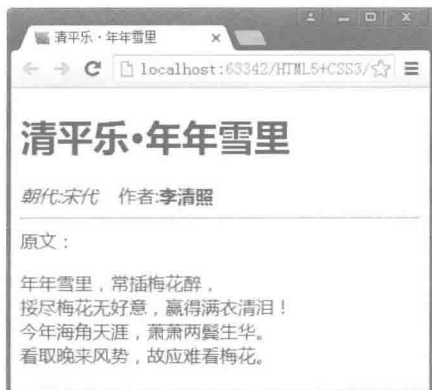 清平乐·年年雪里
localhost:63342/HTML5+CSS3/
清平乐•年年雪里
朝代:宋代 作者:李清照
原文：
年年雪里，常插梅花醉，
挼尽梅花无好意，赢得满衣清泪！
今年海角天涯，萧萧两鬓生华。
看取晚来风势，故应难看梅花。